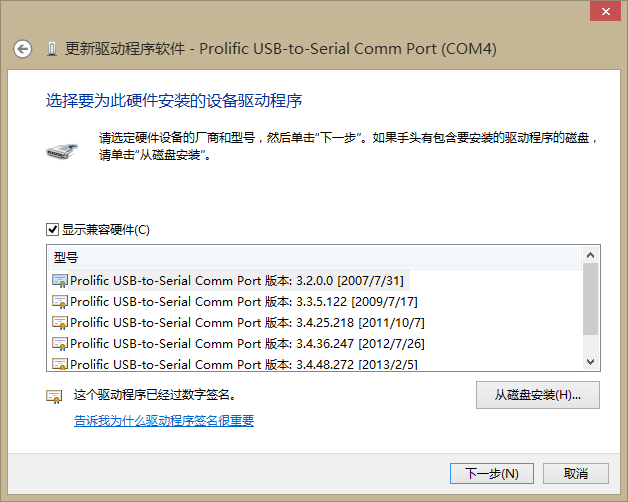 更新驱动程序软件 - Prolific USB-to-Serial Comm Port (COM4)
选择要为此硬件安装的设备驱动程序
请选定硬件设备的厂商和型号，然后单击“下一步”。如果手头有包含要安装的驱动程序的磁盘，
请单击“从磁盘安装”。
显示兼容硬件(C)
型号
Prolific USB-to-Serial Comm Port 版本: 3.2.0.0 [2007/7/31]
Prolific USB-to-Serial Comm Port 版本: 3.3.5.122 [2009/7/17]
Prolific USB-to-Serial Comm Port 版本: 3.4.25.218 [2011/10/7]
Prolific USB-to-Serial Comm Port 版本: 3.4.36.247 [2012/7/26]
Prolific USB-to-Serial Comm Port 版本: 3.4.48.272 [2013/2/5]
这个驱动程序已经过数字签名。
从磁盘安装(H)...
告诉我为什么驱动程序签名很重要
下一步(N)
取消